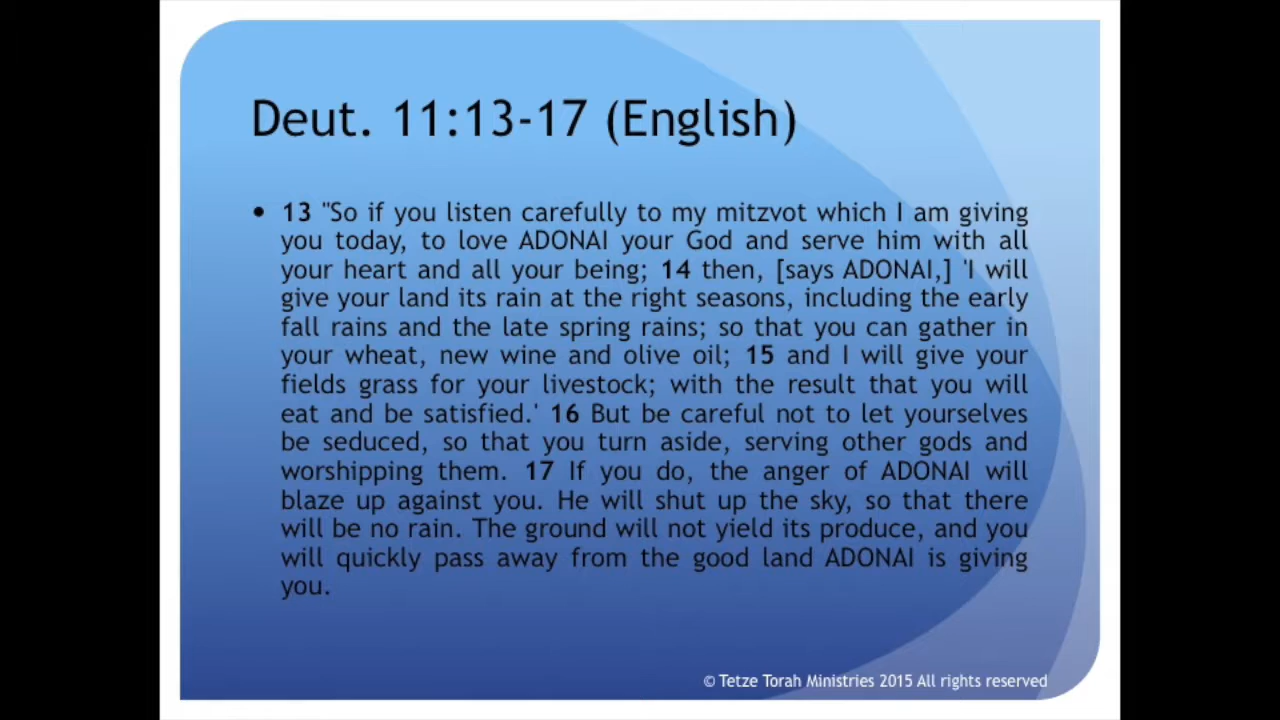 Deut. 11:13-17 (English)
• 13 "So if you listen carefully to my mitzvot which I am giving
you today, to love ADONAI your God and serve him with all
your heart and all your being; 14 then, [says ADONAI,] 'I will
give your land its rain at the right seasons, including the early
fall rains and the late spring rains; so that you can gather in
your wheat, new wine and olive oil; 15 and I will give your
fields grass for your livestock; with the result that you will
eat and be satisfied.' 16 But be careful not to let yourselves
be seduced, so that you turn aside, serving other gods and
worshipping them. 17 If you do, the anger of ADONAI will
blaze up against you. He will shut up the sky, so that there
will be no rain. The ground will not yield its produce, and you
will quickly pass away from the good land ADONAI is giving
you.
© Tetze Torah Ministries 2015 All rights reserved